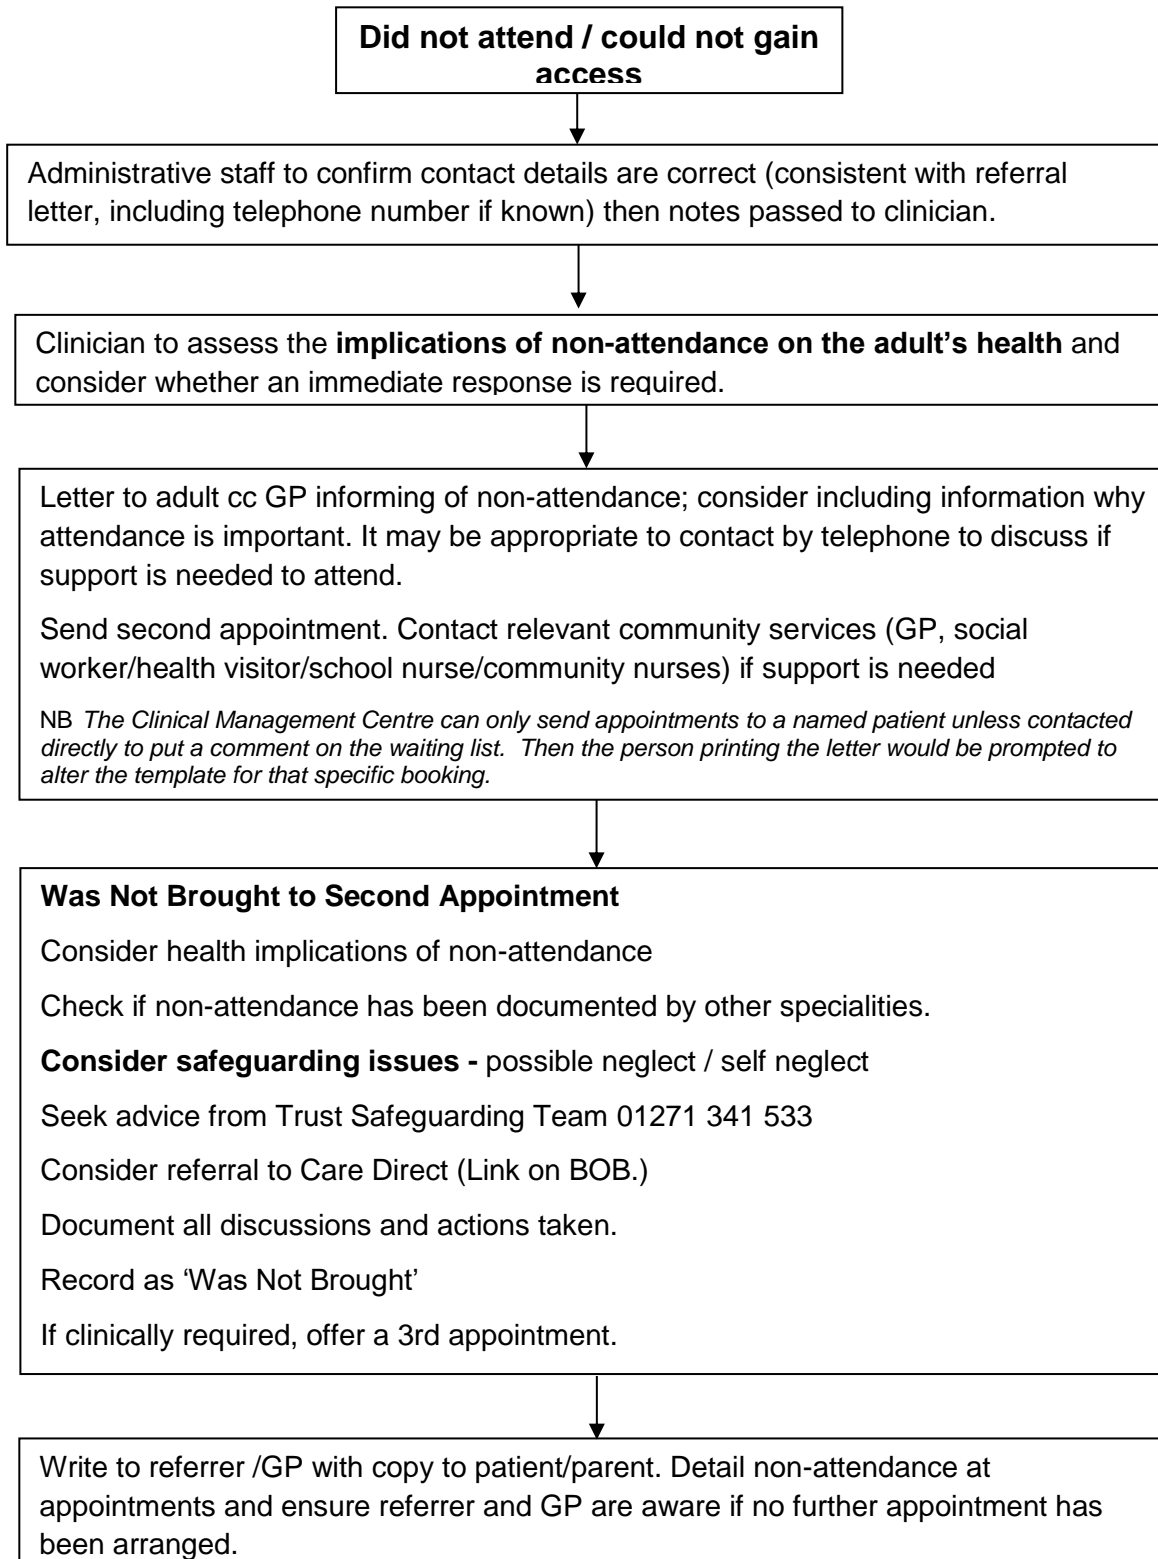 Did not attend / could not gain
access
Administrative staff to confirm contact details are correct (consistent with referral
letter, including telephone number if known) then notes passed to clinician.
Clinician to assess the implications of non-attendance on the adult’s health and
consider whether an immediate response is required.
Letter to adult cc GP informing of non-attendance; consider including information why
attendance is important. It may be appropriate to contact by telephone to discuss if
support is needed to attend.
Send second appointment. Contact relevant community services (GP, social
worker/health visitor/school nurse/community nurses) if support is needed
NB The Clinical Management Centre can only send appointments to a named patient unless contacted
directly to put a comment on the waiting list. Then the person printing the letter would be prompted to
alter the template for that specific booking.
Was Not Brought to Second Appointment
Consider health implications of non-attendance
Check if non-attendance has been documented by other specialities.
Consider safeguarding issues - possible neglect / self neglect
Seek advice from Trust Safeguarding Team 01271 341 533
Consider referral to Care Direct (Link on BOB.)
Document all discussions and actions taken.
Record as ‘Was Not Brought’
If clinically required, offer a 3rd appointment.
Write to referrer /GP with copy to patient/parent. Detail non-attendance at
appointments and ensure referrer and GP are aware if no further appointment has
been arranged.